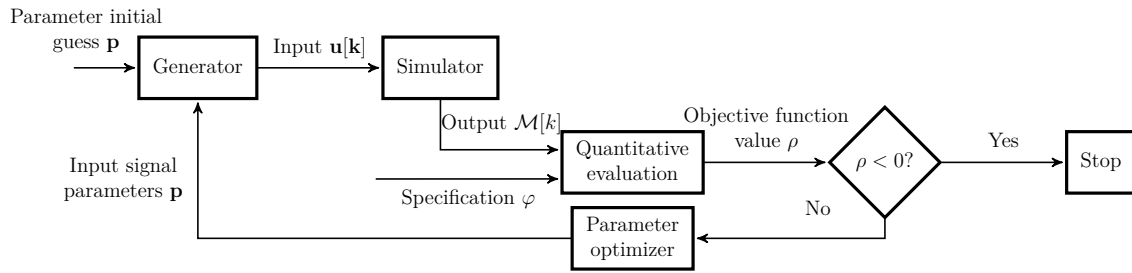 Parameter initial
guess p
Generator
Input u[k]
Simulator
Output ℳ[k]
Specification φ
Quantitative
evaluation
Objective function
value ρ
ρ < 0?
Yes
Stop
No
Parameter
optimizer
Input signal
parameters p